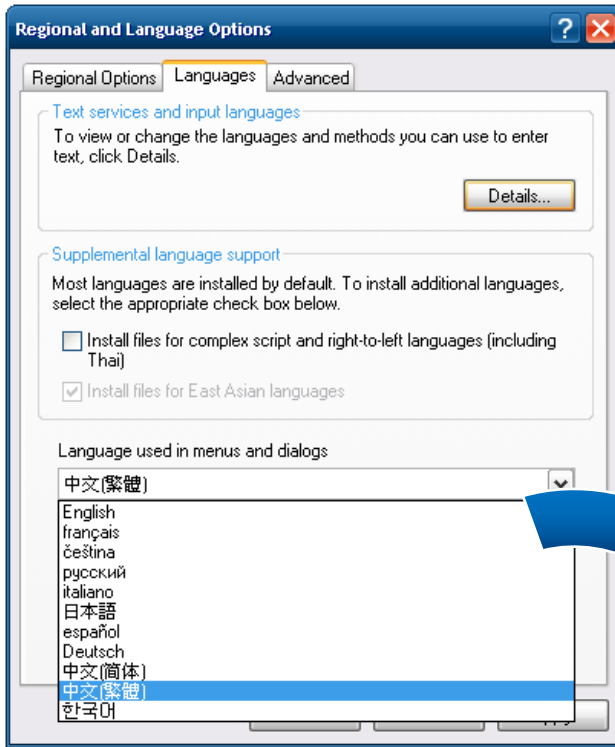 Regional and Language Options
Regional Options Languages Advanced
Text services and input languages
To view or change the languages and methods you can use to enter
text, click Details.
Details...
Supplemental language support
Most languages are installed by default. To install additional languages,
select the appropriate check box below.
Install files for complex script and right-to-left languages (including
Thai)
Install files for East Asian languages
Language used in menus and dialogs
中文(繁體)
English
français
čeština
русский
italiano
日本語
español
Deutsch
中文(简体)
中文(繁體)
한국어